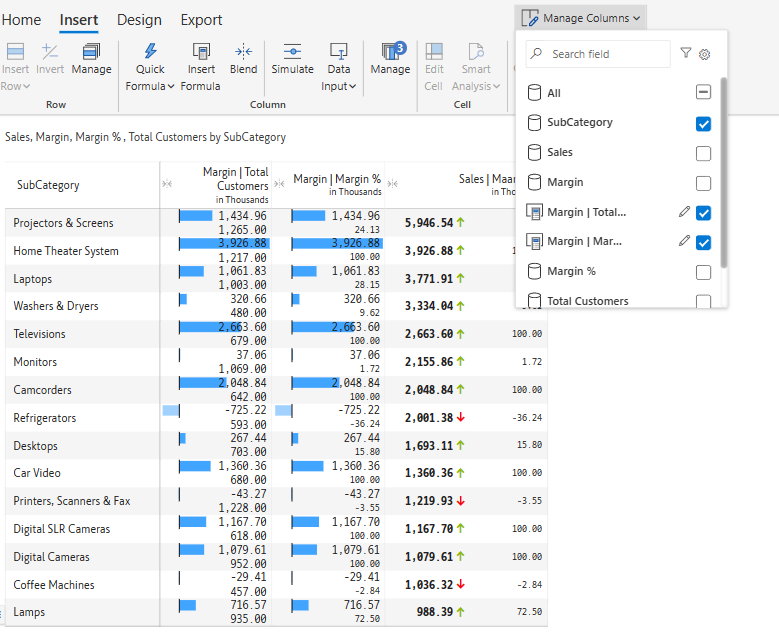 Home Insert Design Export
Manage Columns
Insert Row
Invert
Manage
Quick Formula
Insert Formula
Blend
Simulate
Data Input
Manage
3
Edit Cell
Smart Analysis
Row
Column
Cell
Search field
All
SubCategory
Sales
Margin
Margin | Total...
Margin | Mar...
Margin %
Total Customers
Sales, Margin, Margin % , Total Customers by SubCategory
SubCategory
Margin | Total Customers
in Thousands
Margin | Margin %
in Thousands
Sales | Maar
in Tho
Projectors & Screens 1,434.96 1,434.96 5,946.54
1,265.00 24.13
Home Theater System 3,926.88 3,926.88 3,926.88
1,217.00 100.00
Laptops 1,061.83 1,061.83 3,771.91
1,003.00 28.15
Washers & Dryers 320.66 320.66 3,334.04
480.00 9.62
Televisions 2,663.60 2,663.60 2,663.60 100.00
679.00 100.00
Monitors 37.06 37.06 2,155.86 1.72
1,069.00 1.72
Camcorders 2,048.84 2,048.84 2,048.84 100.00
642.00 100.00
Refrigerators -725.22 -725.22 2,001.38 -36.24
593.00 -36.24
Desktops 267.44 267.44 1,693.11 15.80
703.00 15.80
Car Video 1,360.36 1,360.36 1,360.36 100.00
680.00 100.00
Printers, Scanners & Fax -43.27 -43.27 1,219.93 -3.55
1,228.00 -3.55
Digital SLR Cameras 1,167.70 1,167.70 1,167.70 100.00
618.00 100.00
Digital Cameras 1,079.61 1,079.61 1,079.61 100.00
952.00 100.00
Coffee Machines -29.41 -29.41 1,036.32 -2.84
457.00 -2.84
Lamps 716.57 716.57 988.39 72.50
935.00 72.50